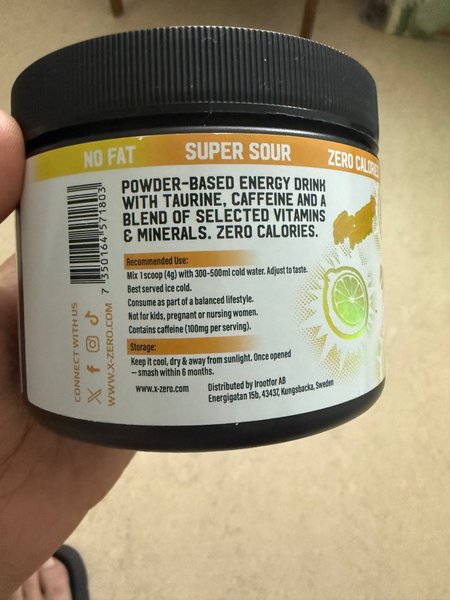 NO FAT
SUPER SOUR
ZERO CALORIES
POWDER-BASED ENERGY DRINK
WITH TAURINE, CAFFEINE AND A
BLEND OF SELECTED VITAMINS
& MINERALS. ZERO CALORIES.
Recommended Use:
Mix 1 scoop (4g) with 300-500ml cold water. Adjust to taste.
Best served ice cold.
Consume as part of a balanced lifestyle.
Not for kids, pregnant or nursing women.
Contains caffeine (100mg per serving).
Storage:
Keep it cool, dry & away from sunlight. Once opened
– smash within 6 months.
www.x-zero.com
Distributed by Irootfor AB
Energigatan 15b, 43437, Kungsbacka, Sweden
7 350164 571803
CONNECT WITH US
WWW.X-ZERO.COM